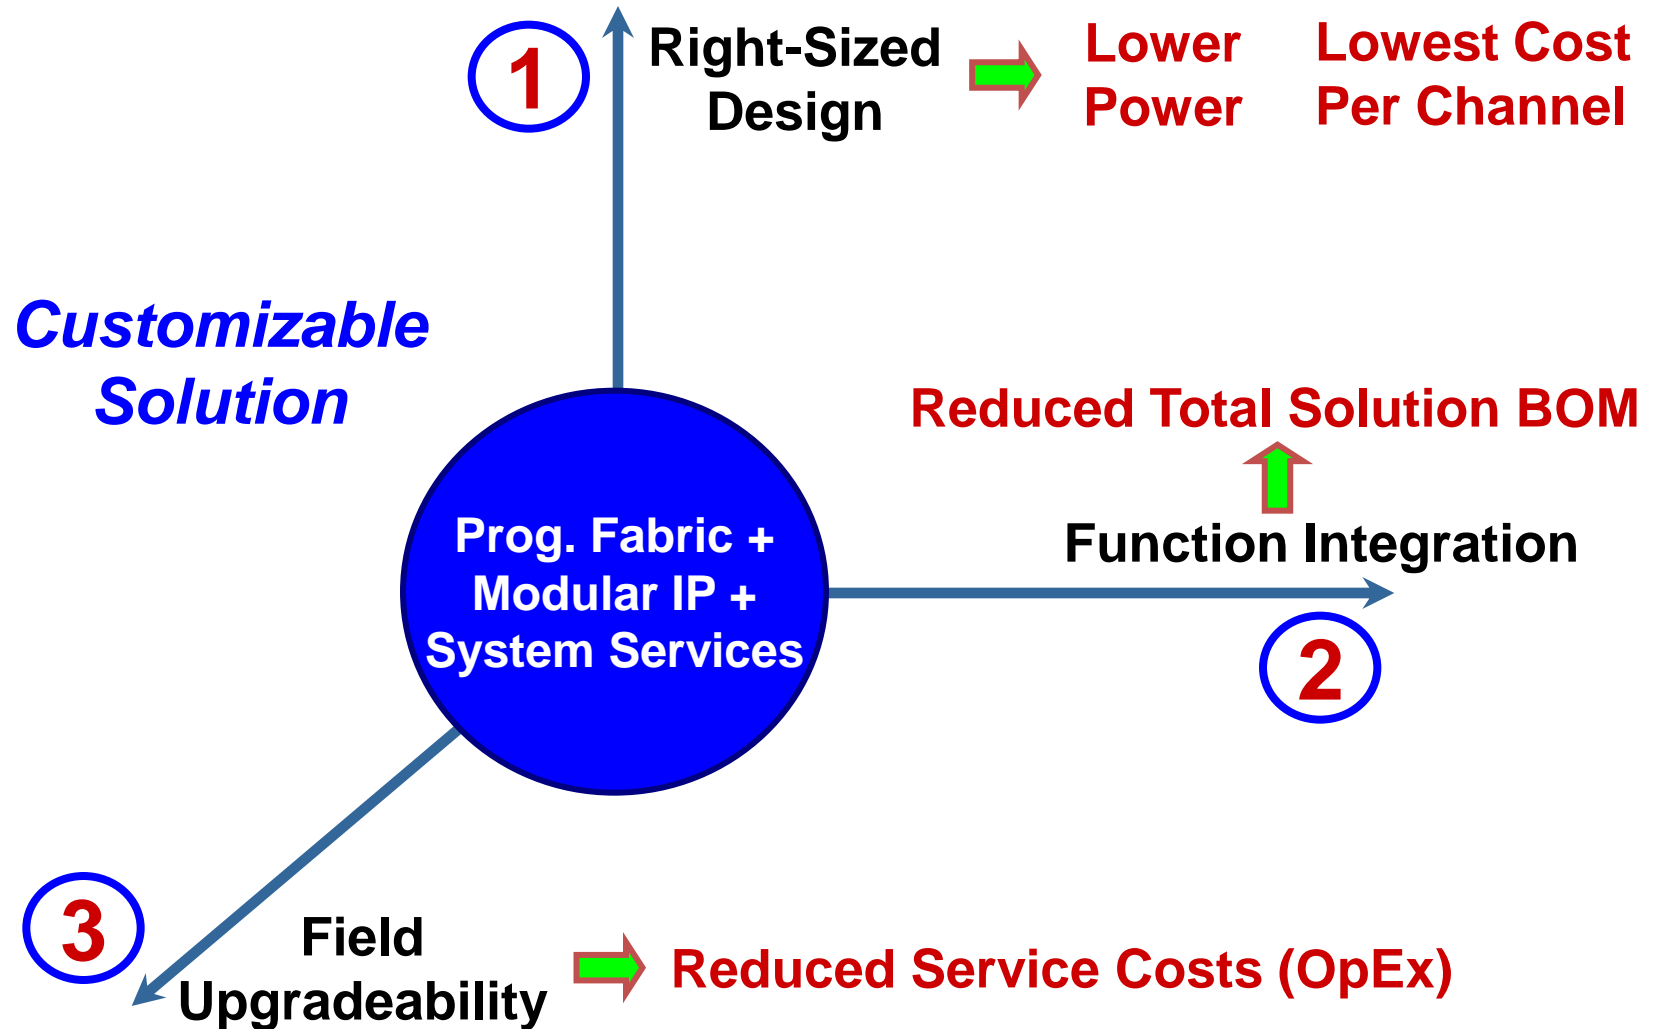 1
Right-Sized
Design
Lower
Power
Lowest Cost
Per Channel
Customizable
Solution
Reduced Total Solution BOM
Function Integration
2
Prog. Fabric +
Modular IP +
System Services
3
Field
Upgradeability
Reduced Service Costs (OpEx)